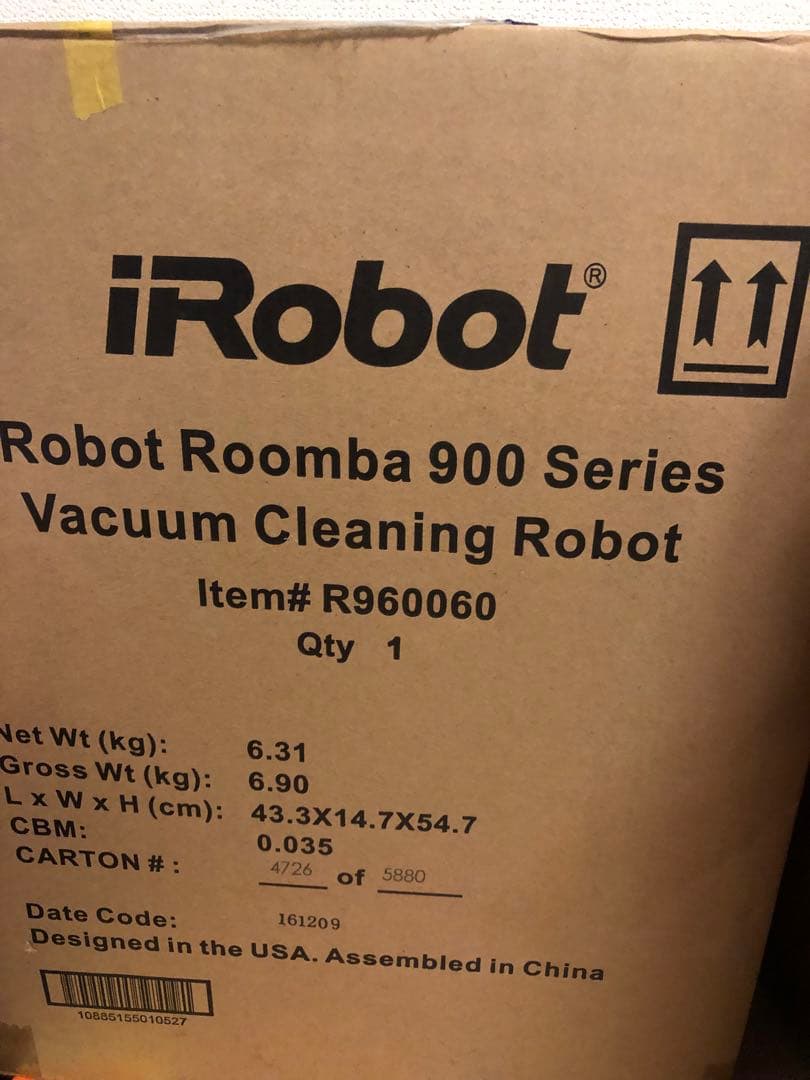 iRobot®
Robot Roomba 900 Series
Vacuum Cleaning Robot
Item# R960060
Qty 1
Net Wt (kg): 6.31
Gross Wt (kg): 6.90
L x W x H (cm): 43.3X14.7X54.7
CBM: 0.035
CARTON # : 4726 of 5880
Date Code: 161209
Designed in the USA. Assembled in China
10885155010527